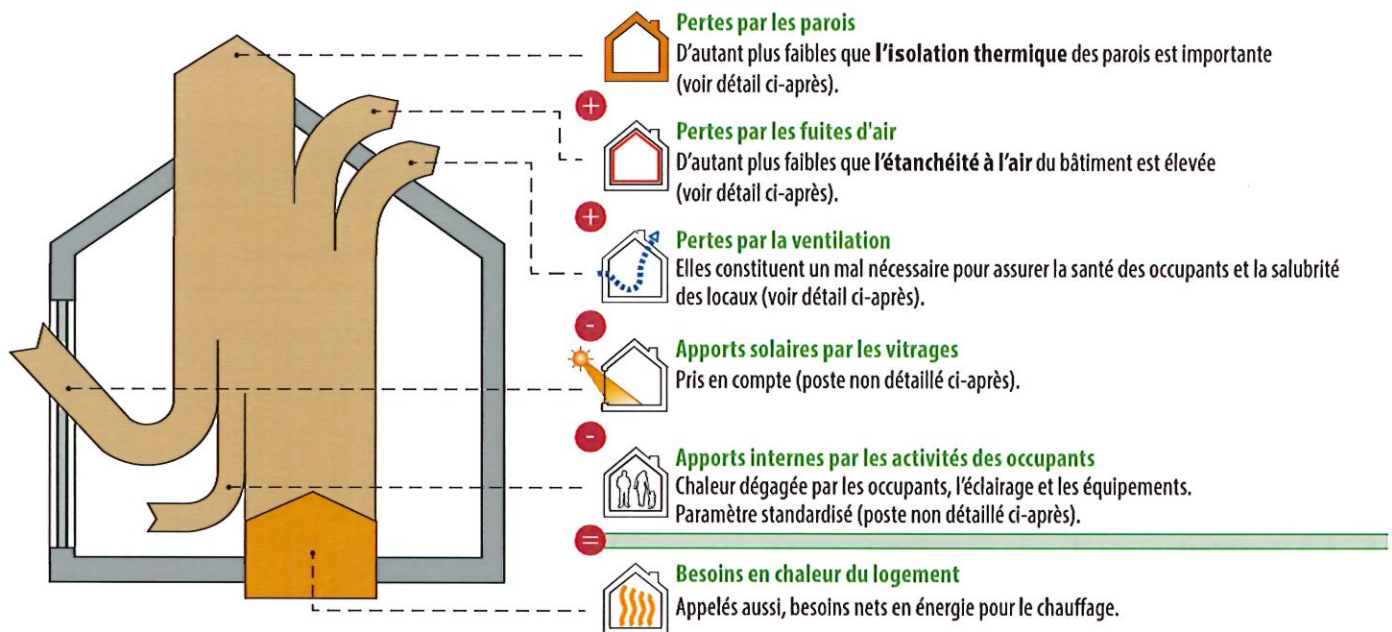 Pertes par les parois
D'autant plus faibles que l'isolation thermique des parois est importante
(voir détail ci-après).
+
Pertes par les fuites d'air
D'autant plus faibles que l'étanchéité à l'air du bâtiment est élevée
(voir détail ci-après).
+
Pertes par la ventilation
Elles constituent un mal nécessaire pour assurer la santé des occupants et la salubrité
des locaux (voir détail ci-après).
-
Apports solaires par les vitrages
Pris en compte (poste non détaillé ci-après).
-
Apports internes par les activités des occupants
Chaleur dégagée par les occupants, l'éclairage et les équipements.
Paramètre standardisé (poste non détaillé ci-après).
=
Besoins en chaleur du logement
Appelés aussi, besoins nets en énergie pour le chauffage.